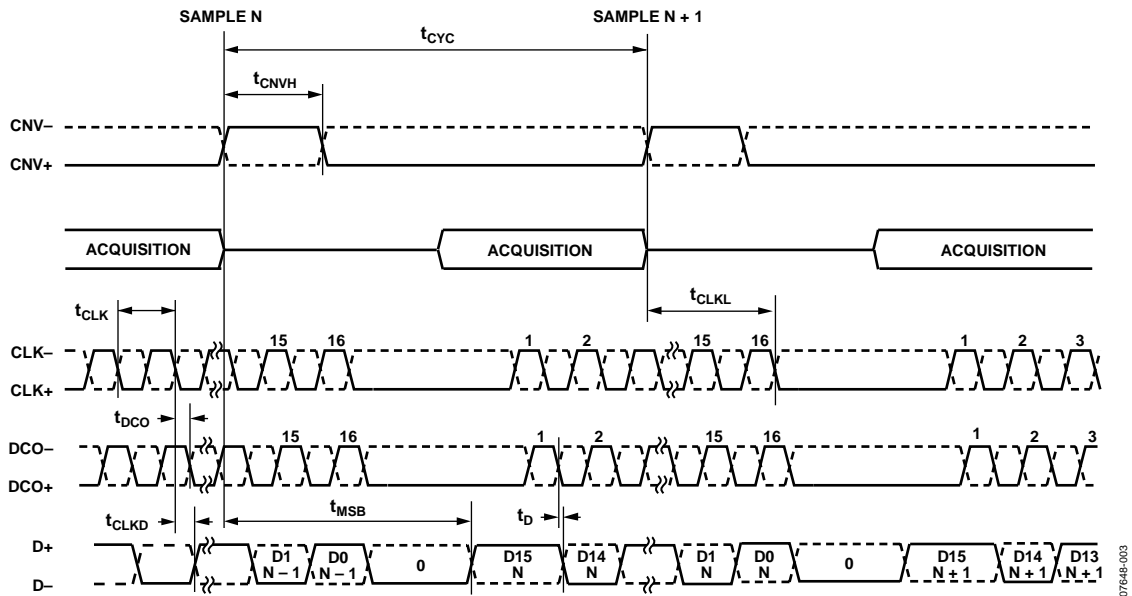 SAMPLE N SAMPLE N + 1
tCYC
tCNVH
CNV–
CNV+
ACQUISITION ACQUISITION ACQUISITION
tCLK tCLKL
CLK–
15 16 1 2 15 16 1 2 3
CLK+
tDCO
DCO–
15 16 1 2 15 16 1 2 3
DCO+
tCLKD tMSB tD
D+
D–
D1 N – 1
D0 N – 1
0
D15 N
D14 N
D1 N
D0 N
0
D15 N + 1
D14 N + 1
D13 N + 1
07648-003